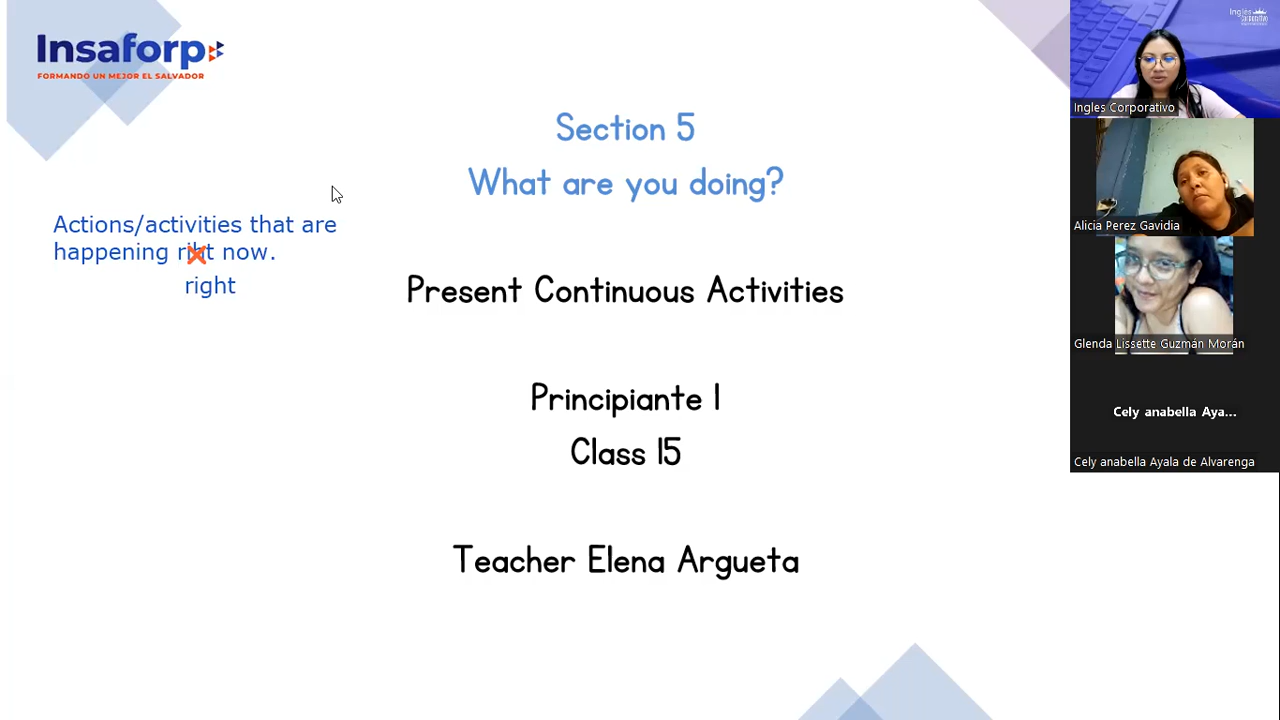 Insaforp
FORMANDO UN MEJOR EL SALVADOR
Section 5
What are you doing?
Actions/activities that are
happening now.
right
Present Continuous Activities
Principiante 1
Class 15
Teacher Elena Argueta
Ingles Corporativo
Alicia Perez Gavidia
Glenda Lissette Guzmán Morán
Cely anabella Aya...
Cely anabella Ayala de Alvarenga